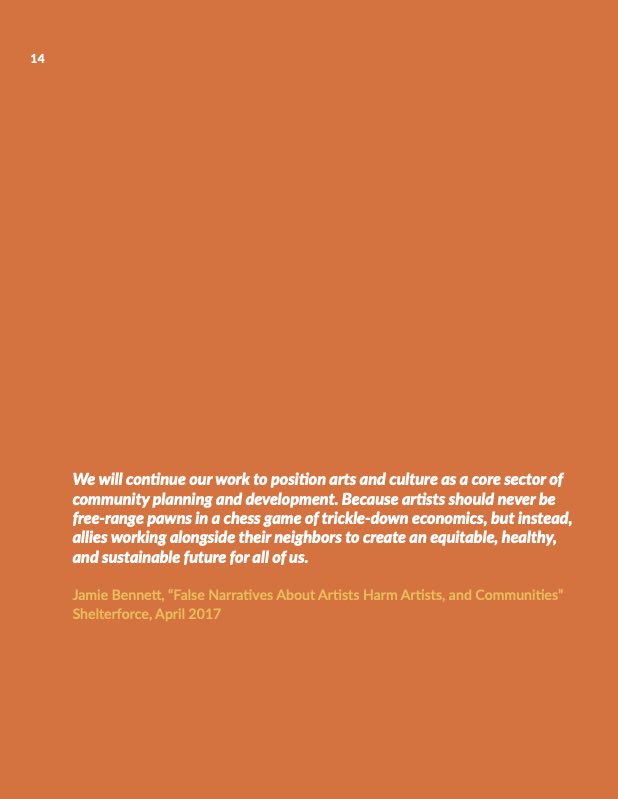 14
We will continue our work to position arts and culture as a core sector of
community planning and development. Because artists should never be
free-range pawns in a chess game of trickle-down economics, but instead,
allies working alongside their neighbors to create an equitable, healthy,
and sustainable future for all of us.
Jamie Bennett, “False Narratives About Artists Harm Artists, and Communities”
Shelterforce, April 2017